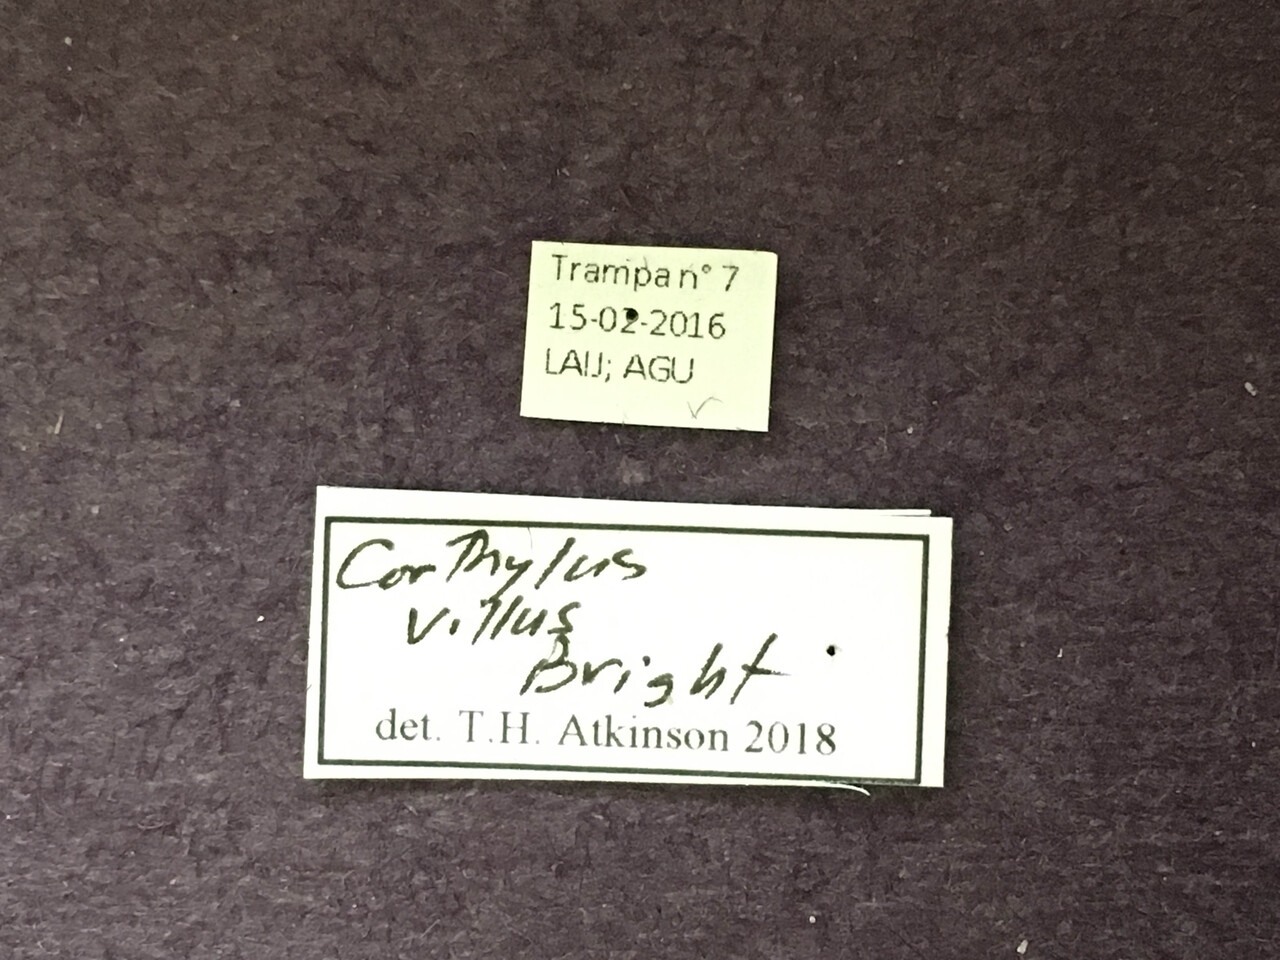 Trampa n° 7
15-02-2016
LAIJ; AGU
Corthylus
villus
Bright
det. T.H. Atkinson 2018